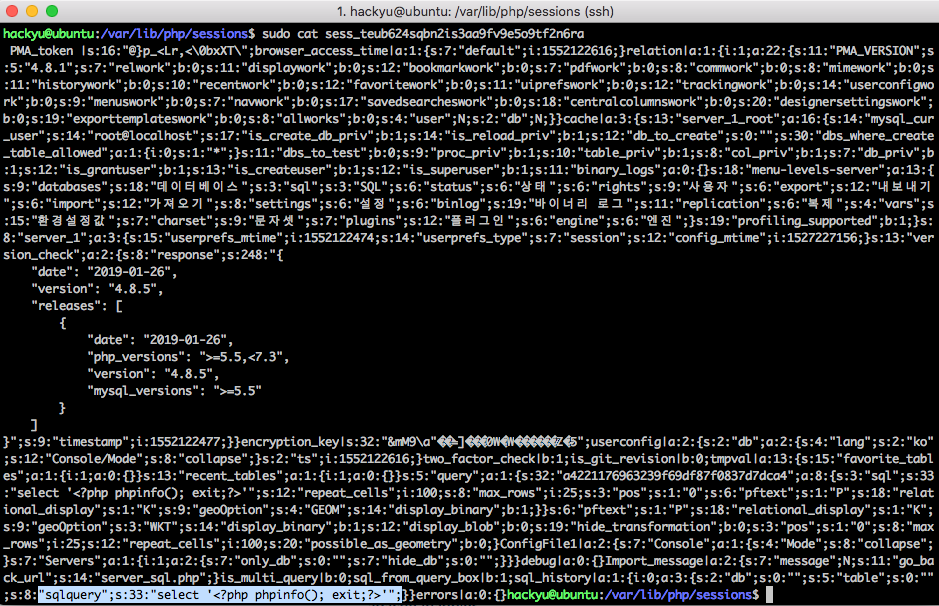 1. hackyu@ubuntu: /var/lib/php/sessions (ssh)
hackyu@ubuntu:/var/lib/php/sessions$ sudo cat sess_teub624sqbn2is3aa9fv9e5o9tf2n6ra
PMA_token |s:16:"@}p_<Lr,<\0bxXT\";browser_access_time|a:1:{s:7:"default";i:1552122616;}relation|a:1:{i:1;a:22:{s:11:"PMA_VERSION";s
:5:"4.8.1";s:7:"relwork";b:0;s:11:"displaywork";b:0;s:12:"bookmarkwork";b:0;s:7:"pdfwork";b:0;s:8:"commwork";b:0;s:8:"mimework";b:0;s
:11:"historywork";b:0;s:10:"recentwork";b:0;s:12:"favoritework";b:0;s:11:"uiprefswork";b:0;s:12:"trackingwork";b:0;s:14:"userconfigwo
rk";b:0;s:9:"menuswork";b:0;s:7:"navwork";b:0;s:17:"savedsearcheswork";b:0;s:18:"centralcolumnswork";b:0;s:20:"designersettingswork";
b:0;s:19:"exporttemplateswork";b:0;s:8:"allworks";b:0;s:4:"user";N;s:2:"db";N;}}cache|a:3:{s:13:"server_1_root";a:16:{s:14:"mysql_cur
_user";s:14:"root@localhost";s:17:"is_create_db_priv";b:1;s:14:"is_reload_priv";b:1;s:12:"db_to_create";s:0:"";s:30:"dbs_where_create
_table_allowed";a:1:{i:0;s:1:"*";}s:11:"dbs_to_test";b:0;s:9:"proc_priv";b:1;s:10:"table_priv";b:1;s:8:"col_priv";b:1;s:7:"db_priv";b
:1;s:12:"is_grantuser";b:1;s:13:"is_createuser";b:1;s:12:"is_superuser";b:1;s:11:"binary_logs";a:0:{}s:18:"menu-levels-server";a:13:{
s:9:"databases";s:18:"데이터베이스";s:3:"sql";s:3:"SQL";s:6:"status";s:6:"상태";s:6:"rights";s:9:"사용자";s:6:"export";s:12:"내보내기
";s:6:"import";s:12:"가져오기";s:8:"settings";s:6:"설정";s:6:"binlog";s:19:"바이너리 로그";s:11:"replication";s:6:"복제";s:4:"vars";s
:15:"환경설정값";s:7:"charset";s:9:"문자셋";s:7:"plugins";s:12:"플러그인";s:6:"engine";s:6:"엔진";}s:19:"profiling_supported";b:1;}s:
8:"server_1";a:3:{s:15:"userprefs_mtime";i:1552122474;s:14:"userprefs_type";s:7:"session";s:12:"config_mtime";i:1527227156;}s:13:"ver
sion_check";a:2:{s:8:"response";s:248:"{
"date": "2019-01-26",
"version": "4.8.5",
"releases": [
{
"date": "2019-01-26",
"php_versions": ">=5.5,<7.3",
"version": "4.8.5",
"mysql_versions": ">=5.5"
}
]
}";s:9:"timestamp";i:1552122477;}}encryption_key|s:32:"&mM9\a" 5";userconfig|a:2:{s:2:"db";a:2:{s:4:"lang";s:2:"ko"
;s:12:"Console/Mode";s:8:"collapse";}s:2:"ts";i:1552122616;}two_factor_check|b:1;is_git_revision|b:0;tmpval|a:13:{s:15:"favorite_tabl
es";a:1:{i:1;a:0:{}}s:13:"recent_tables";a:1:{i:1;a:0:{}}s:5:"query";a:1:{s:32:"a4221176963239f69df87f0837d7dca4";a:8:{s:3:"sql";s:33
:"select '<?php phpinfo(); exit;?>'";s:12:"repeat_cells";i:100;s:8:"max_rows";i:25;s:3:"pos";s:1:"0";s:6:"pftext";s:1:"P";s:18:"relat
ional_display";s:1:"K";s:9:"geoOption";s:4:"GEOM";s:14:"display_binary";b:1;}}s:6:"pftext";s:1:"P";s:18:"relational_display";s:1:"K";
s:9:"geoOption";s:3:"WKT";s:14:"display_binary";b:1;s:12:"display_blob";b:0;s:19:"hide_transformation";b:0;s:3:"pos";s:1:"0";s:8:"max
_rows";i:25;s:12:"repeat_cells";i:100;s:20:"possible_as_geometry";b:0;}ConfigFile1|a:2:{s:7:"Console";a:1:{s:4:"Mode";s:8:"collapse";
}s:7:"Servers";a:1:{i:1;a:2:{s:7:"only_db";s:0:"";s:7:"hide_db";s:0:"";}}}debug|a:0:{}Import_message|a:2:{s:7:"message";N;s:11:"go_ba
ck_url";s:14:"server_sql.php";}is_multi_query|b:0;sql_from_query_box|b:1;sql_history|a:1:{i:0;a:3:{s:2:"db";s:0:"";s:5:"table";s:0:""
;s:8:"sqlquery";s:33:"select '<?php phpinfo(); exit;?>'";}}errors|a:0:{}hackyu@ubuntu:/var/lib/php/sessions$